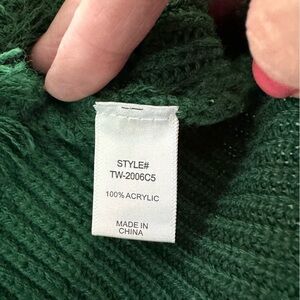 STYLE#
TW-2006C5
100% ACRYLIC
MADE IN
CHINA